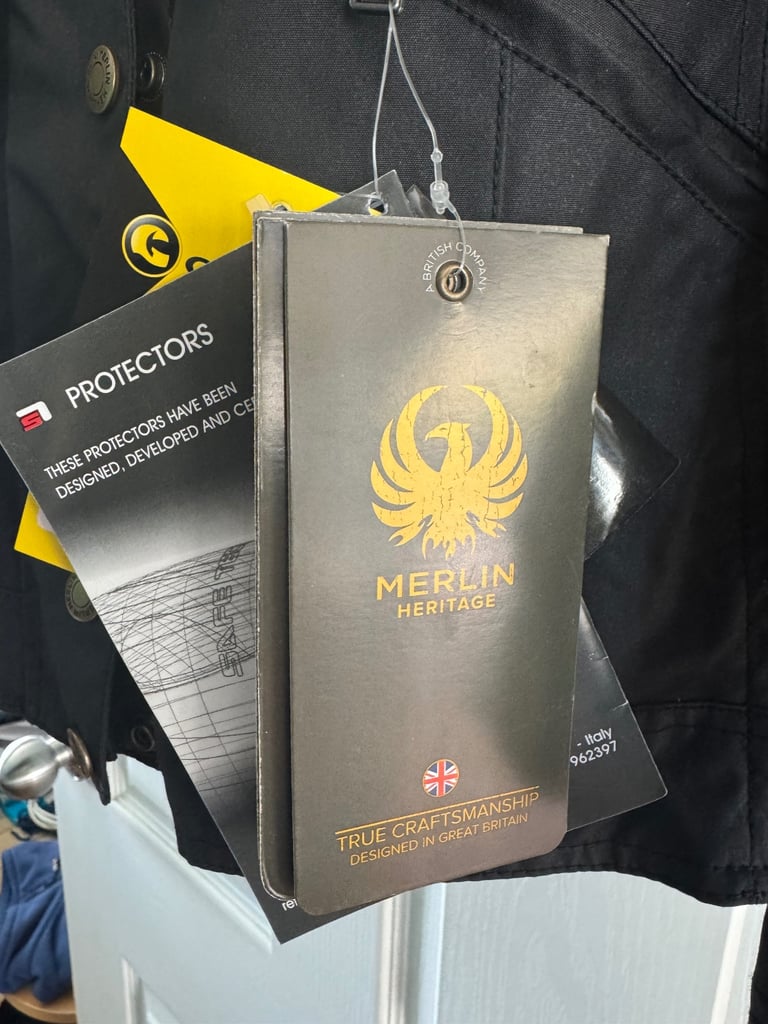 A BRITISH COMPANY
MERLIN
HERITAGE
TRUE CRAFTSMANSHIP
DESIGNED IN GREAT BRITAIN
PROTECTORS
THESE PROTECTORS HAVE BEEN
DESIGNED, DEVELOPED AND CE
- Italy
962397
MERLIN